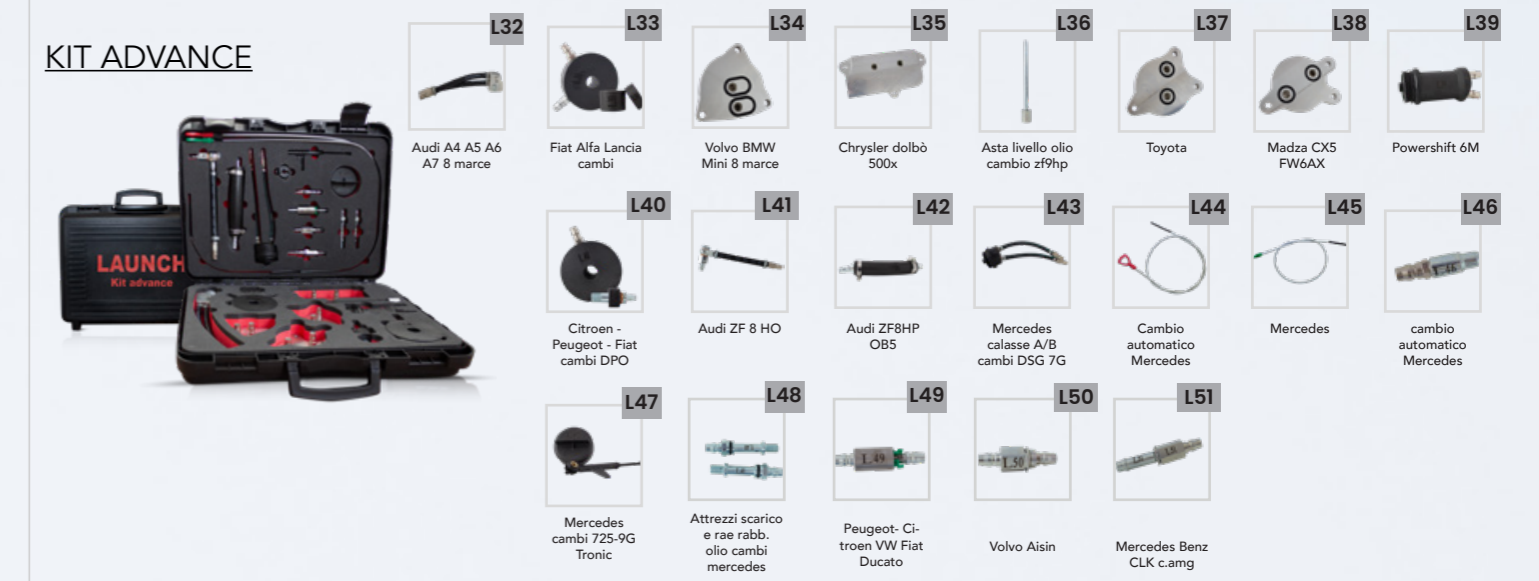 KIT ADVANCE
LAUNCH
Kit advance
L32
Audi A4 A5 A6
A7 8 marce
L33
Fiat Alfa Lancia
cambi
L34
Volvo BMW
Mini 8 marce
L35
Chrysler dolbò
500x
L36
Asta livello olio
cambio zf9hp
L37
Toyota
L38
Madza CX5
FW6AX
L39
Powershift 6M
L40
Citroen -
Peugeot - Fiat
cambi DPO
L41
Audi ZF 8 HO
L42
Audi ZF8HP
OB5
L43
Mercedes
calasse A/B
cambi DSG 7G
L44
Cambio
automatico
Mercedes
L45
Mercedes
L46
L.46
cambio
automatico
Mercedes
L47
Mercedes
cambi 725-9G
Tronic
L48
Attrezzi scarico
e rae rabb.
olio cambi
mercedes
L49
L.49
Peugeot- Ci-
troen VW Fiat
Ducato
L50
L.50
Volvo Aisin
L51
Mercedes Benz
CLK c.amg